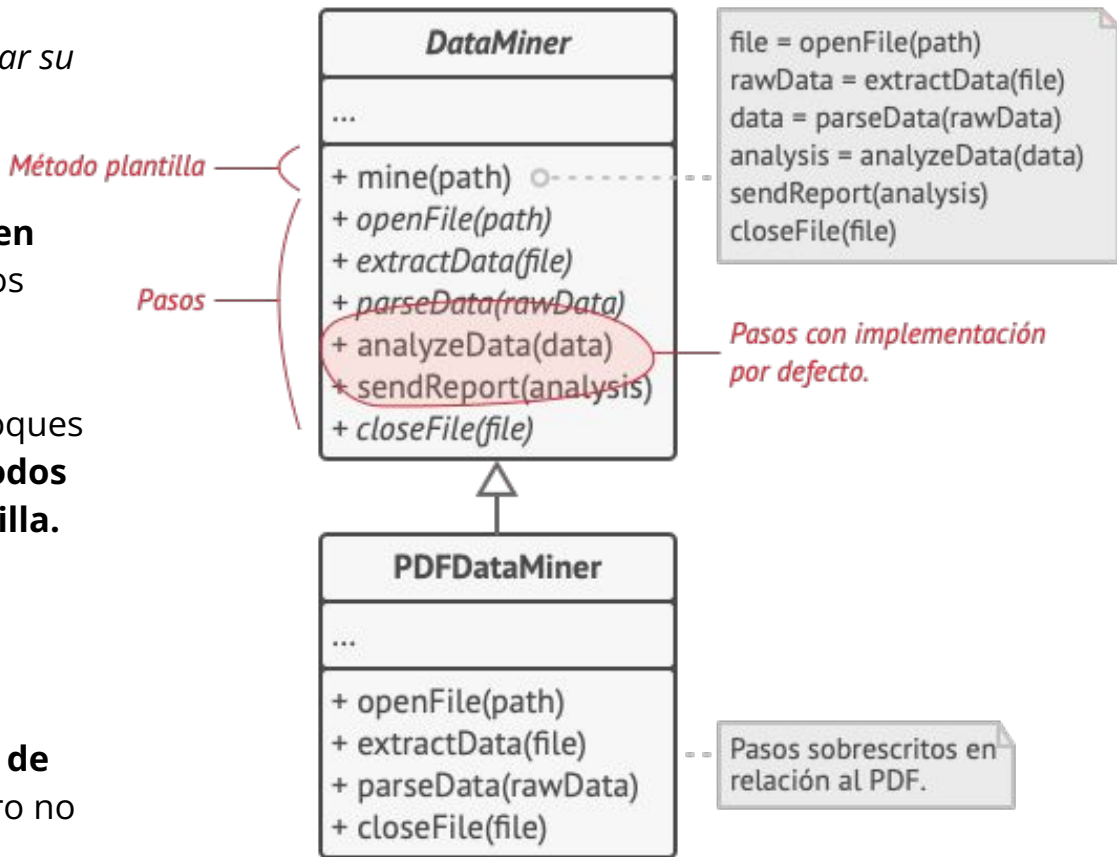 ar su
en
os
oques
odos
illa.
de
ro no
Método plantilla
Pasos
DataMiner
...
+ mine(path)
+ openFile(path)
+ extractData(file)
+ parseData(rawData)
+ analyzeData(data)
+ sendReport(analysis)
+ closeFile(file)
file = openFile(path)
rawData = extractData(file)
data = parseData(rawData)
analysis = analyzeData(data)
sendReport(analysis)
closeFile(file)
Pasos con implementación
por defecto.
PDFDataMiner
...
+ openFile(path)
+ extractData(file)
+ parseData(rawData)
+ closeFile(file)
Pasos sobrescritos en
relación al PDF.